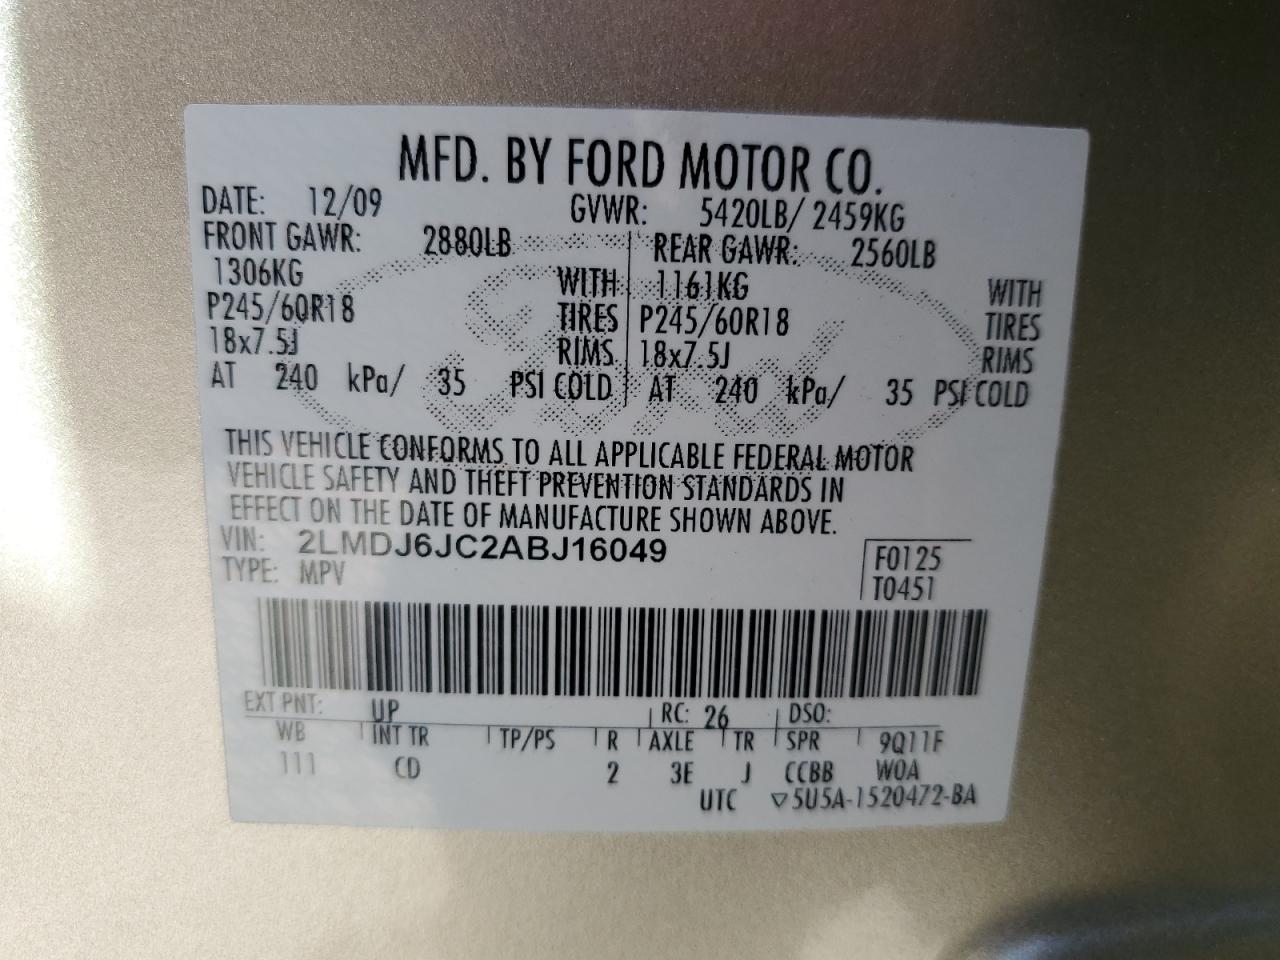 MFD. BY FORD MOTOR CO.
DATE: 12/09 GVWR: 5420LB/ 2459KG
FRONT GAWR: 2880LB REAR GAWR: 2560LB
1306KG WITH 1161KG WITH
P245/60R18 TIRES P245/60R18 TIRES
18x7.5J RIMS 18x7.5J RIMS
AT 240 kPa/ 35 PSI COLD AT 240 kPa/ 35 PSI COLD
Ford
THIS VEHICLE CONFORMS TO ALL APPLICABLE FEDERAL MOTOR
VEHICLE SAFETY AND THEFT PREVENTION STANDARDS IN
EFFECT ON THE DATE OF MANUFACTURE SHOWN ABOVE.
VIN: 2LMDJ6JC2ABJ16049 F0125
TYPE: MPV T0451
EXT PNT: UP RC: 26 DSO:
WB INT TR TP/PS R AXLE TR SPR 9Q11F
111 CD 2 3E J CCBB WOA
UTC ▽5U5A-1520472-BA